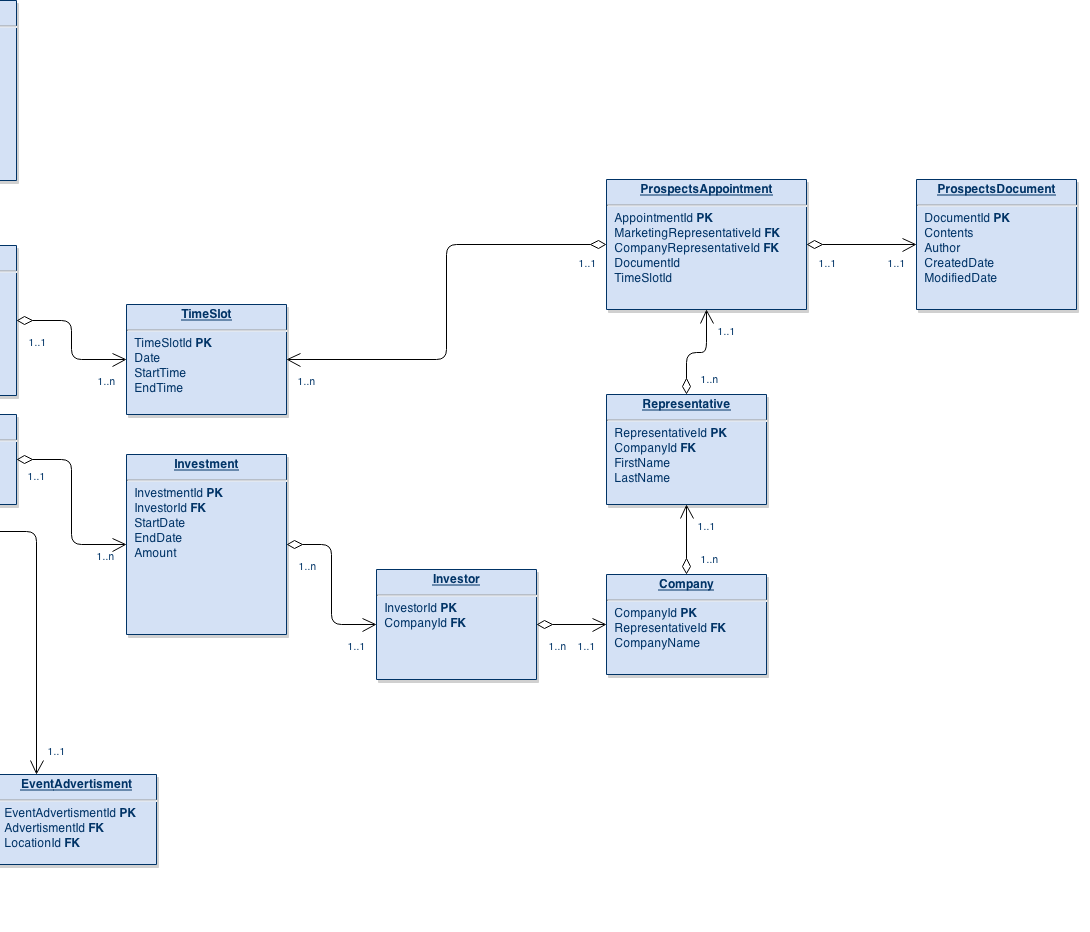 ProspectsAppointment
AppointmentId PK
MarketingRepresentativeId FK
CompanyRepresentativeId FK
DocumentId
TimeSlotId
ProspectsDocument
DocumentId PK
Contents
Author
CreatedDate
ModifiedDate
1..1
1..1
1..1
TimeSlot
TimeSlotId PK
Date
StartTime
EndTime
1..1
1..n
1..n
1..1
1..n
Representative
RepresentativeId PK
CompanyId FK
FirstName
LastName
Investment
InvestmentId PK
InvestorId FK
StartDate
EndDate
Amount
1..1
1..n
1..n
1..1
1..1
1..n
Investor
InvestorId PK
CompanyId FK
1..n
1..1
Company
CompanyId PK
RepresentativeId FK
CompanyName
1..1
EventAdvertisment
EventAdvertismentId PK
AdvertismentId FK
LocationId FK